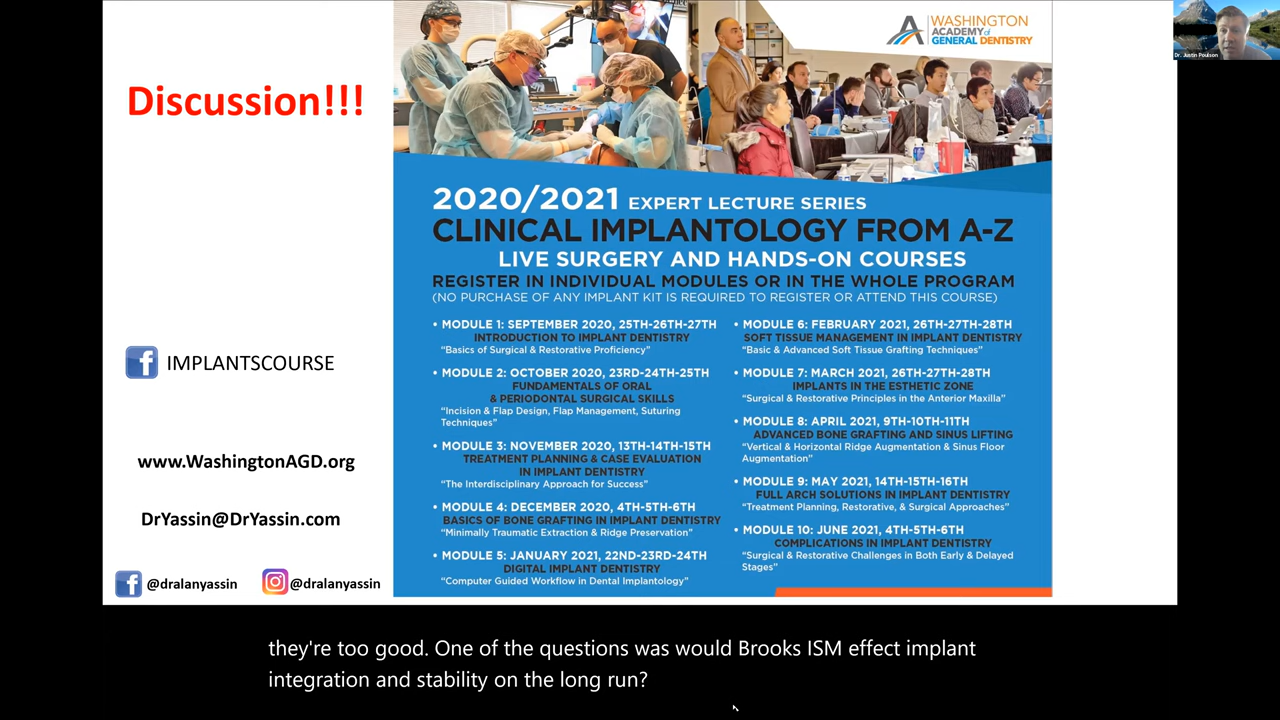 Discussion!!!
IMPLANTSCOURSE
www.WashingtonAGD.org
DrYassin@DrYassin.com
@dralanyassin
@dralanyassin
WASHINGTON
ACADEMY of
GENERAL DENTISTRY
2020/2021 EXPERT LECTURE SERIES
CLINICAL IMPLANTOLOGY FROM A-Z
LIVE SURGERY AND HANDS-ON COURSES
REGISTER IN INDIVIDUAL MODULES OR IN THE WHOLE PROGRAM
(NO PURCHASE OF ANY IMPLANT KIT IS REQUIRED TO REGISTER OR ATTEND THIS COURSE)
• MODULE 1: SEPTEMBER 2020, 25TH-26TH-27TH
INTRODUCTION TO IMPLANT DENTISTRY
"Basics of Surgical & Restorative Proficiency"
• MODULE 2: OCTOBER 2020, 23RD-24TH-25TH
FUNDAMENTALS OF ORAL
& PERIODONTAL SURGICAL SKILLS
"Incision & Flap Design, Flap Management, Suturing
Techniques"
• MODULE 3: NOVEMBER 2020, 13TH-14TH-15TH
TREATMENT PLANNING & CASE EVALUATION
IN IMPLANT DENTISTRY
"The Interdisciplinary Approach for Success"
• MODULE 4: DECEMBER 2020, 4TH-5TH-6TH
BASICS OF BONE GRAFTING IN IMPLANT DENTISTRY
"Minimally Traumatic Extraction & Ridge Preservation"
• MODULE 5: JANUARY 2021, 22ND-23RD-24TH
DIGITAL IMPLANT DENTISTRY
"Computer Guided Workflow in Dental Implantology"
• MODULE 6: FEBRUARY 2021, 26TH-27TH-28TH
SOFT TISSUE MANAGEMENT IN IMPLANT DENTISTRY
"Basic & Advanced Soft Tissue Grafting Techniques"
• MODULE 7: MARCH 2021, 26TH-27TH-28TH
IMPLANTS IN THE ESTHETIC ZONE
"Surgical & Restorative Principles in the Anterior Maxilla"
• MODULE 8: APRIL 2021, 9TH-10TH-11TH
ADVANCED BONE GRAFTING AND SINUS LIFTING
"Vertical & Horizontal Ridge Augmentation & Sinus Floor
Augmentation"
• MODULE 9: MAY 2021, 14TH-15TH-16TH
FULL ARCH SOLUTIONS IN IMPLANT DENTISTRY
"Treatment Planning, Restorative, & Surgical Approaches"
• MODULE 10: JUNE 2021, 4TH-5TH-6TH
COMPLICATIONS IN IMPLANT DENTISTRY
"Surgical & Restorative Challenges in Both Early & Delayed
Stages"
Dr. Justin Poulson
they're too good. One of the questions was would Brooks ISM effect implant
integration and stability on the long run?